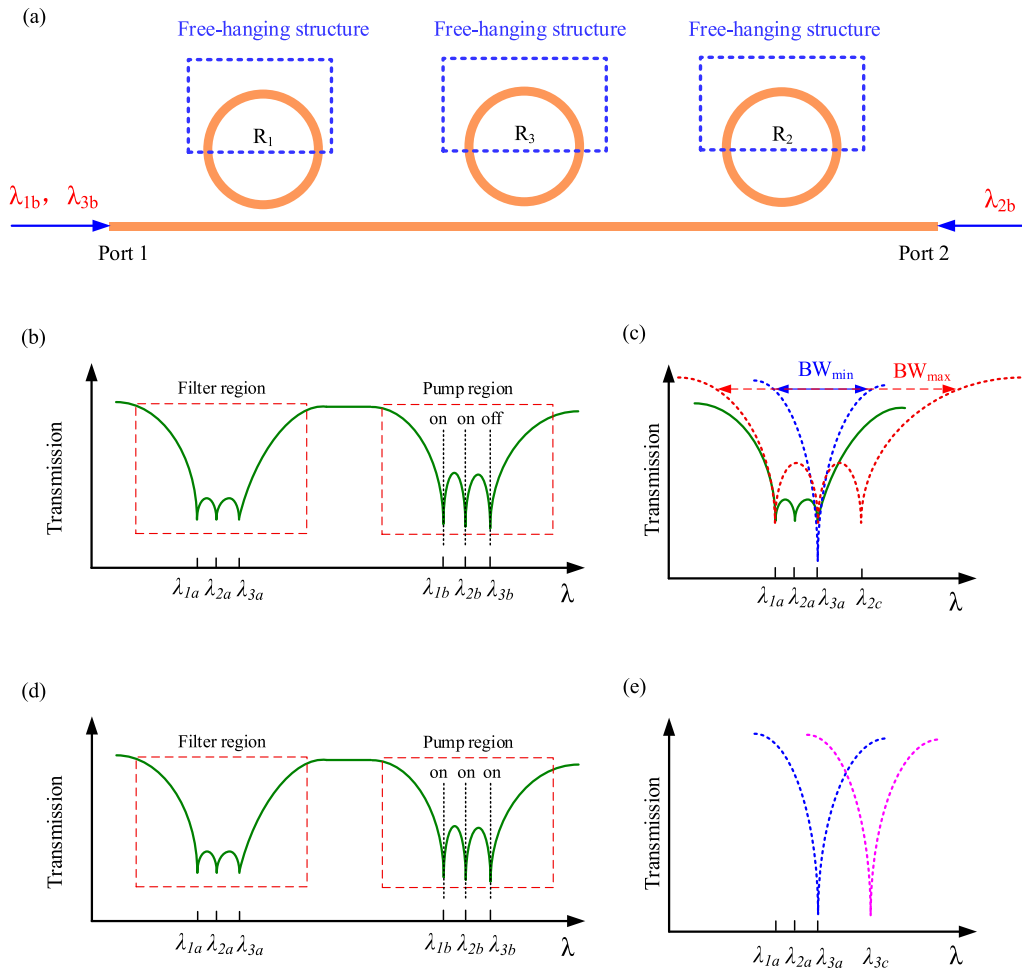 (a)
Free-hanging structure Free-hanging structure Free-hanging structure
R1 R3 R2
λ1b, λ3b
λ2b
Port 1 Port 2
(b)
Filter region Pump region
on on off
Transmission
λ1a λ2a λ3a λ1b λ2b λ3b λ
(c)
BWmin BWmax
Transmission
λ1a λ2a λ3a λ2c λ
(d)
Filter region Pump region
on on on
Transmission
λ1a λ2a λ3a λ1b λ2b λ3b λ
(e)
Transmission
λ1a λ2a λ3a λ3c λ